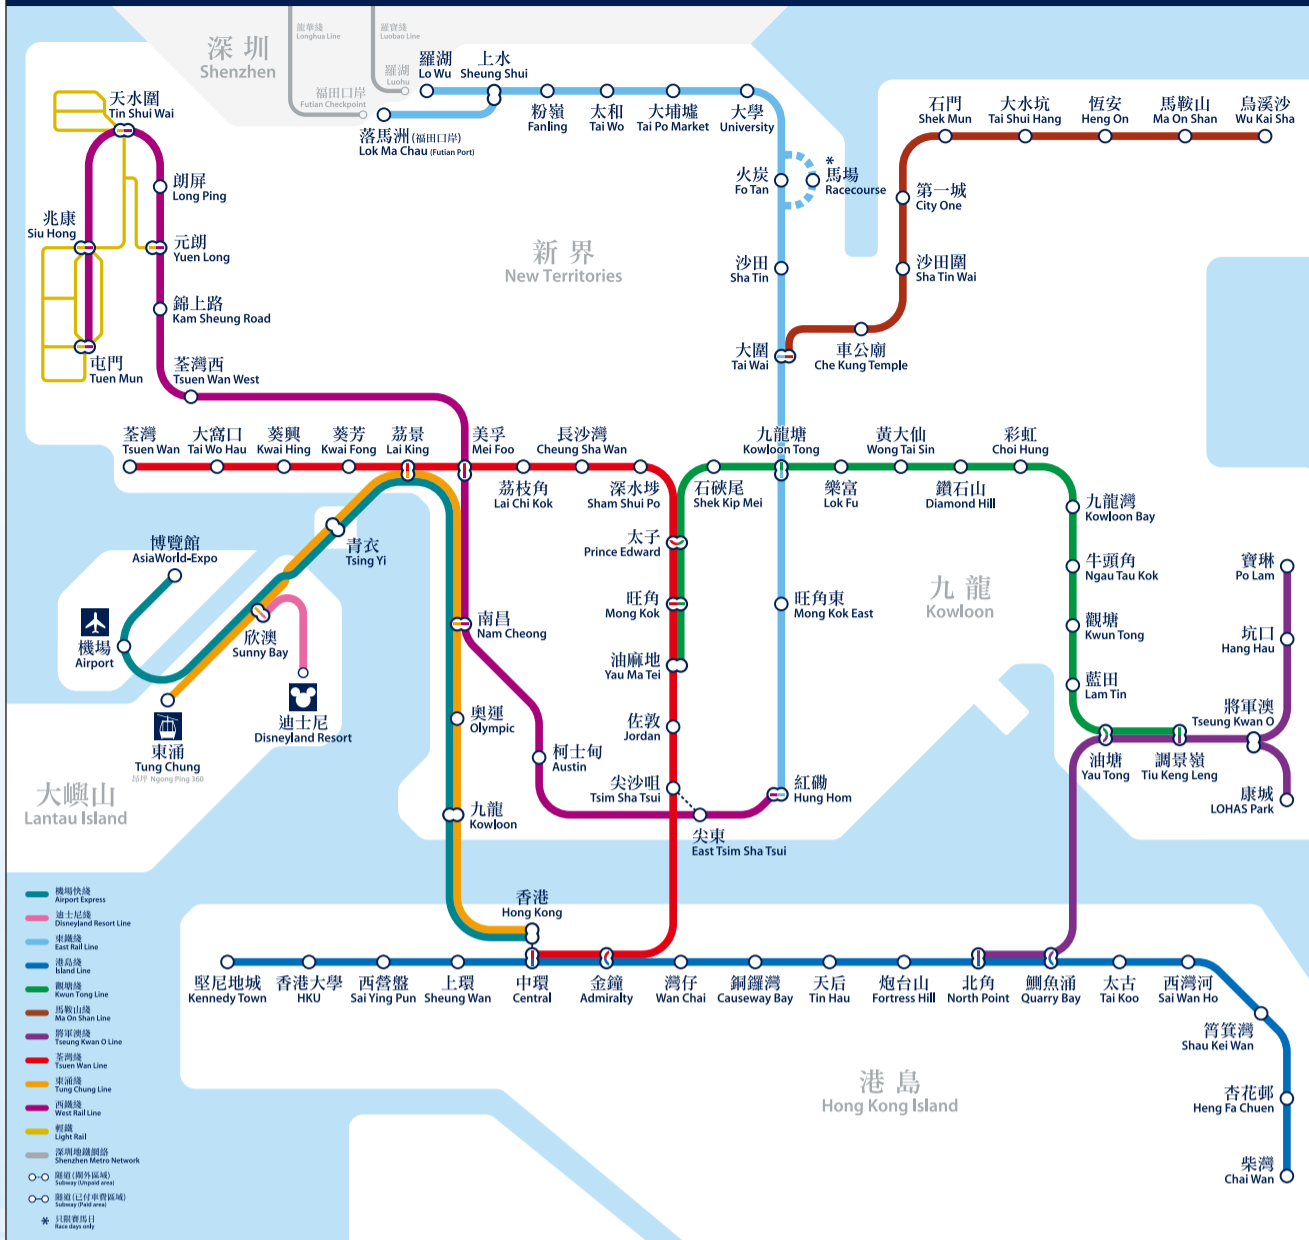 深圳
Shenzhen
龍華綫
Longhua Line
羅寶綫
Luobao Line
羅湖
Luohu
福田口岸
Futian Checkpoint
羅湖
Lo Wu
上水
Sheung Shui
落馬洲(福田口岸)
Lok Ma Chau (Futian Port)
粉嶺
Fanling
太和
Tai Wo
大埔墟
Tai Po Market
大學
University
火炭
Fo Tan
*
馬場
Racecourse
沙田
Sha Tin
大圍
Tai Wai
石門
Shek Mun
大水坑
Tai Shui Hang
恆安
Heng On
馬鞍山
Ma On Shan
烏溪沙
Wu Kai Sha
第一城
City One
沙田圍
Sha Tin Wai
車公廟
Che Kung Temple
天水圍
Tin Shui Wai
朗屏
Long Ping
兆康
Siu Hong
元朗
Yuen Long
錦上路
Kam Sheung Road
屯門
Tuen Mun
荃灣西
Tsuen Wan West
新界
New Territories
荃灣
Tsuen Wan
大窩口
Tai Wo Hau
葵興
Kwai Hing
葵芳
Kwai Fong
荔景
Lai King
美孚
Mei Foo
荔枝角
Lai Chi Kok
長沙灣
Cheung Sha Wan
深水埗
Sham Shui Po
石硤尾
Shek Kip Mei
九龍塘
Kowloon Tong
樂富
Lok Fu
黃大仙
Wong Tai Sin
鑽石山
Diamond Hill
彩虹
Choi Hung
九龍灣
Kowloon Bay
牛頭角
Ngau Tau Kok
觀塘
Kwun Tong
藍田
Lam Tin
油塘
Yau Tong
調景嶺
Tiu Keng Leng
將軍澳
Tseung Kwan O
坑口
Hang Hau
寶琳
Po Lam
康城
LOHAS Park
太子
Prince Edward
旺角
Mong Kok
油麻地
Yau Ma Tei
佐敦
Jordan
尖沙咀
Tsim Sha Tsui
旺角東
Mong Kok East
紅磡
Hung Hom
尖東
East Tsim Sha Tsui
九龍
Kowloon
博覽館
AsiaWorld-Expo
機場
Airport
青衣
Tsing Yi
欣澳
Sunny Bay
迪士尼
Disneyland Resort
東涌
Tung Chung
昂坪 Ngong Ping 360
大嶼山
Lantau Island
南昌
Nam Cheong
奧運
Olympic
柯士甸
Austin
九龍
Kowloon
香港
Hong Kong
堅尼地城
Kennedy Town
香港大學
HKU
西營盤
Sai Ying Pun
上環
Sheung Wan
中環
Central
金鐘
Admiralty
灣仔
Wan Chai
銅鑼灣
Causeway Bay
天后
Tin Hau
炮台山
Fortress Hill
北角
North Point
鰂魚涌
Quarry Bay
太古
Tai Koo
西灣河
Sai Wan Ho
筲箕灣
Shau Kei Wan
杏花邨
Heng Fa Chuen
柴灣
Chai Wan
港島
Hong Kong Island
機場快綫
Airport Express
迪士尼綫
Disneyland Resort Line
東鐵綫
East Rail Line
港島綫
Island Line
觀塘綫
Kwun Tong Line
馬鞍山綫
Ma On Shan Line
將軍澳綫
Tseung Kwan O Line
荃灣綫
Tsuen Wan Line
東涌綫
Tung Chung Line
西鐵綫
West Rail Line
輕鐵
Light Rail
深圳地鐵網絡
Shenzhen Metro Network
隧道(閘外區域)
Subway (Unpaid area)
隧道(已付車費區域)
Subway (Paid area)
* 只限賽馬日
Race days only